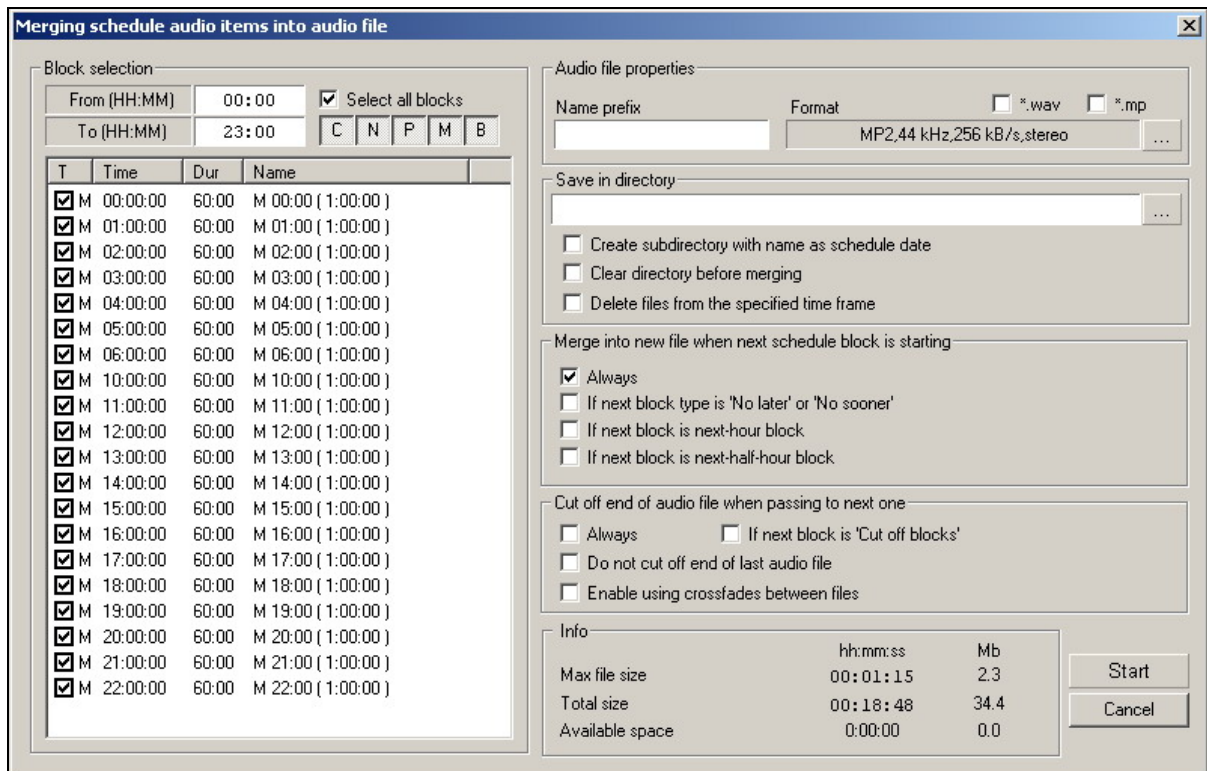 Merging schedule audio items into audio file
Block selection
From (HH:MM) 00:00 Select all blocks
To (HH:MM) 23:00 C N P M B
T Time Dur Name
M 00:00:00 60:00 M 00:00 ( 1:00:00 )
M 01:00:00 60:00 M 01:00 ( 1:00:00 )
M 02:00:00 60:00 M 02:00 ( 1:00:00 )
M 03:00:00 60:00 M 03:00 ( 1:00:00 )
M 04:00:00 60:00 M 04:00 ( 1:00:00 )
M 05:00:00 60:00 M 05:00 ( 1:00:00 )
M 06:00:00 60:00 M 06:00 ( 1:00:00 )
M 10:00:00 60:00 M 10:00 ( 1:00:00 )
M 11:00:00 60:00 M 11:00 ( 1:00:00 )
M 12:00:00 60:00 M 12:00 ( 1:00:00 )
M 13:00:00 60:00 M 13:00 ( 1:00:00 )
M 14:00:00 60:00 M 14:00 ( 1:00:00 )
M 15:00:00 60:00 M 15:00 ( 1:00:00 )
M 16:00:00 60:00 M 16:00 ( 1:00:00 )
M 17:00:00 60:00 M 17:00 ( 1:00:00 )
M 18:00:00 60:00 M 18:00 ( 1:00:00 )
M 19:00:00 60:00 M 19:00 ( 1:00:00 )
M 20:00:00 60:00 M 20:00 ( 1:00:00 )
M 21:00:00 60:00 M 21:00 ( 1:00:00 )
M 22:00:00 60:00 M 22:00 ( 1:00:00 )
Audio file properties
Name prefix Format *.wav *.mp
MP2,44 kHz,256 kB/s,stereo ...
Save in directory
...
Create subdirectory with name as schedule date
Clear directory before merging
Delete files from the specified time frame
Merge into new file when next schedule block is starting
Always
If next block type is 'No later' or 'No sooner'
If next block is next-hour block
If next block is next-half-hour block
Cut off end of audio file when passing to next one
Always If next block is 'Cut off blocks'
Do not cut off end of last audio file
Enable using crossfades between files
Info
hh:mm:ss Mb
Max file size 00:01:15 2.3
Total size 00:18:48 34.4
Available space 0:00:00 0.0
Start
Cancel